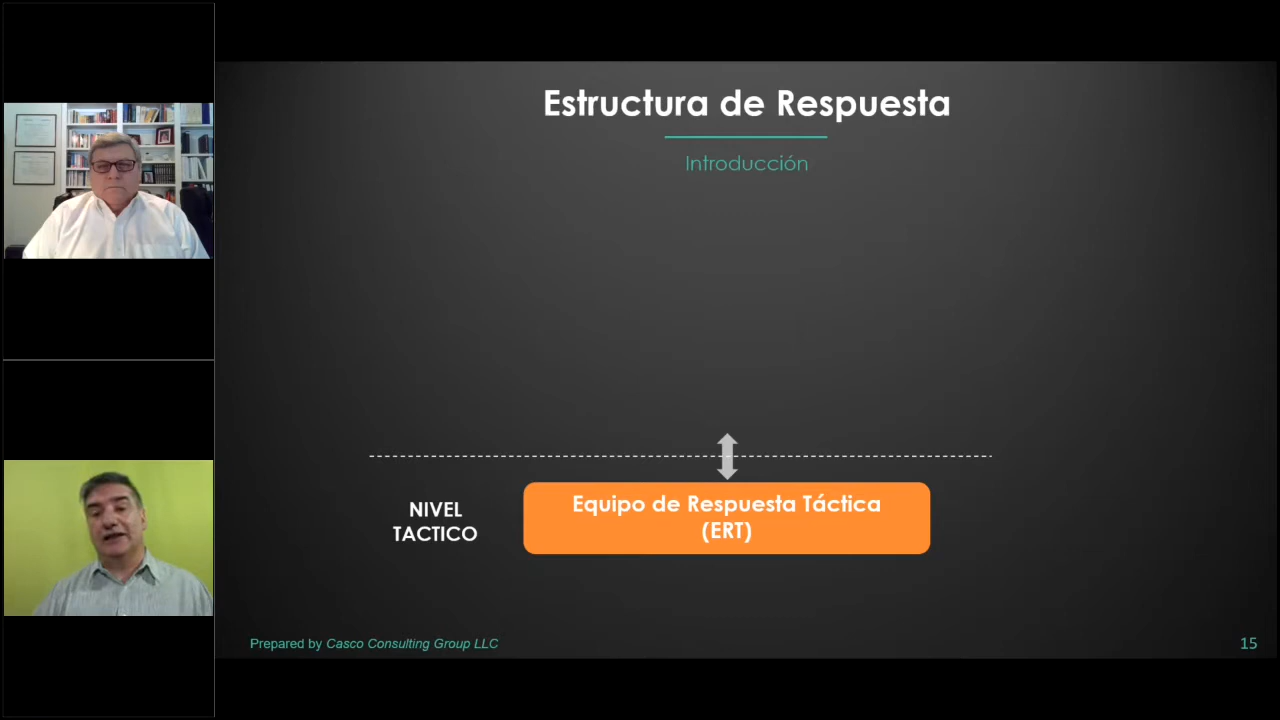 Estructura de Respuesta
Introducción
NIVEL
TACTICO
Equipo de Respuesta Táctica
(ERT)
Prepared by Casco Consulting Group LLC
15